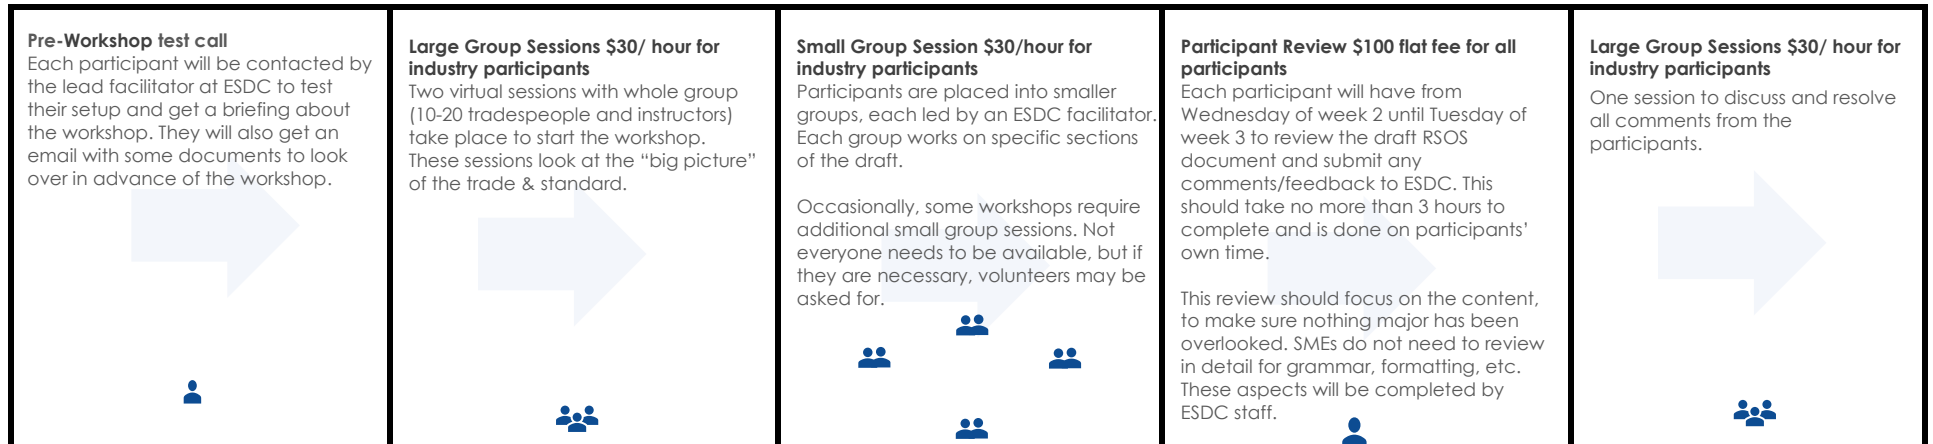 Pre-Workshop test call
Each participant will be contacted by
the lead facilitator at ESDC to test
their setup and get a briefing about
the workshop. They will also get an
email with some documents to look
over in advance of the workshop.
Large Group Sessions $30/ hour for
industry participants
Two virtual sessions with whole group
(10-20 tradespeople and instructors)
take place to start the workshop.
These sessions look at the “big picture”
of the trade & standard.
Small Group Session $30/hour for
industry participants
Participants are placed into smaller
groups, each led by an ESDC facilitator.
Each group works on specific sections
of the draft.
Occasionally, some workshops require
additional small group sessions. Not
everyone needs to be available, but if
they are necessary, volunteers may be
asked for.
Participant Review $100 flat fee for all
participants
Each participant will have from
Wednesday of week 2 until Tuesday of
week 3 to review the draft RSOS
document and submit any
comments/feedback to ESDC. This
should take no more than 3 hours to
complete and is done on participants’
own time.
This review should focus on the content,
to make sure nothing major has been
overlooked. SMEs do not need to review
in detail for grammar, formatting, etc.
These aspects will be completed by
ESDC staff.
Large Group Sessions $30/ hour for
industry participants
One session to discuss and resolve
all comments from the
participants.